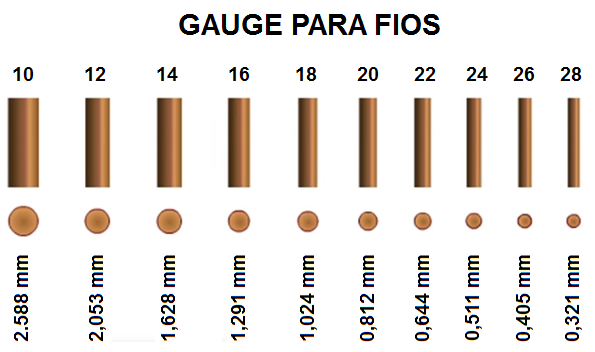 GAUGE PARA FIOS
10 12 14 16 18 20 22 24 26 28
2.588 mm 2,053 mm 1,628 mm 1,291 mm 1,024 mm 0,812 mm 0,644 mm 0,511 mm 0,405 mm 0,321 mm